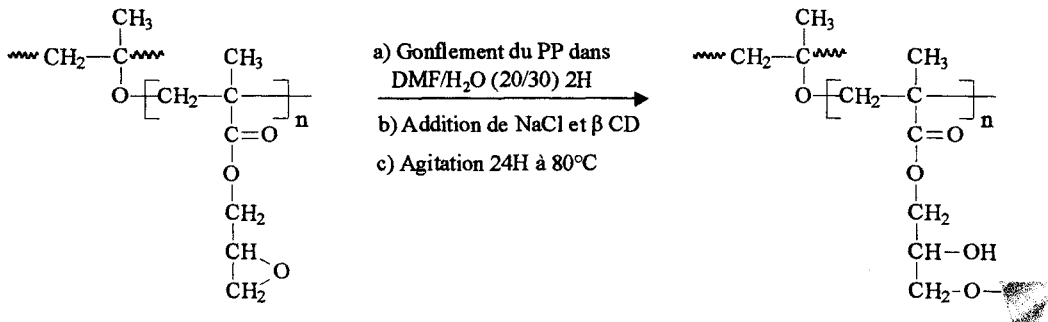 CH₃
CH₂—C
O—[CH₂—C]n
CH₃
C=O
O
CH₂
CH
O
CH₂
a) Gonflement du PP dans
DMF/H₂O (20/30) 2H
b) Addition de NaCl et β CD
c) Agitation 24H à 80°C
CH₃
CH₂—C
O—[CH₂—C]n
CH₃
C=O
O
CH₂
CH—OH
CH₂-O—